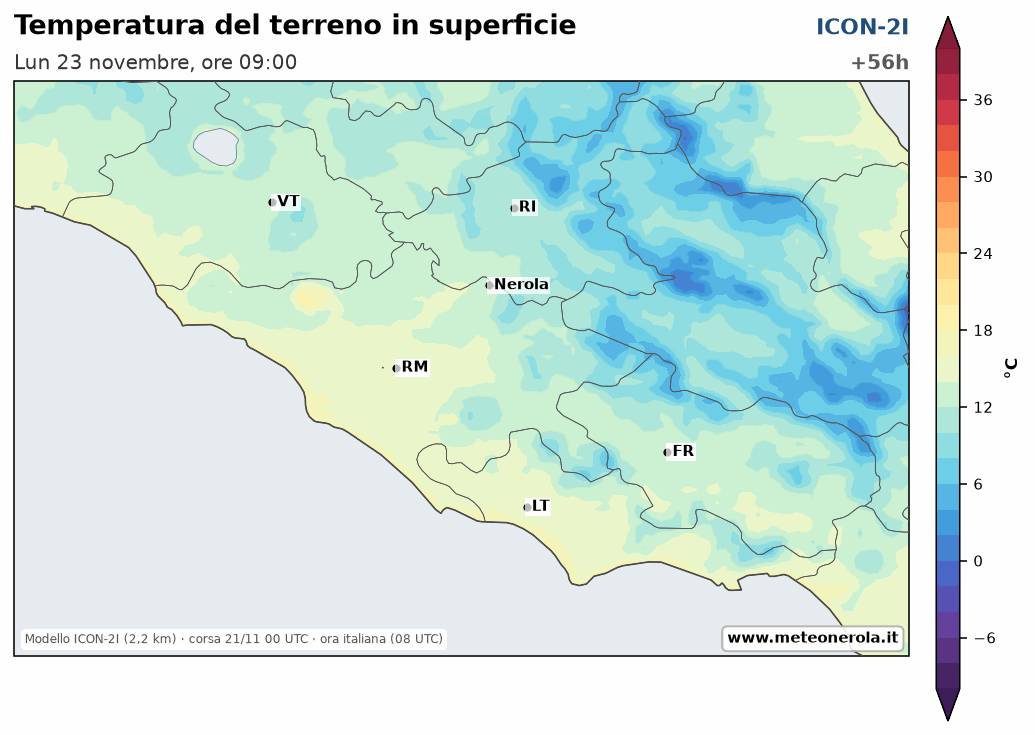 Temperatura del terreno in superficie
ICON-2I
Lun 23 novembre, ore 09:00
+56h
36
30
24
18
12
6
0
−6
°C
VT
RI
Nerola
RM
FR
LT
Modello ICON-2I (2,2 km) · corsa 21/11 00 UTC · ora italiana (08 UTC)
www.meteonerola.it